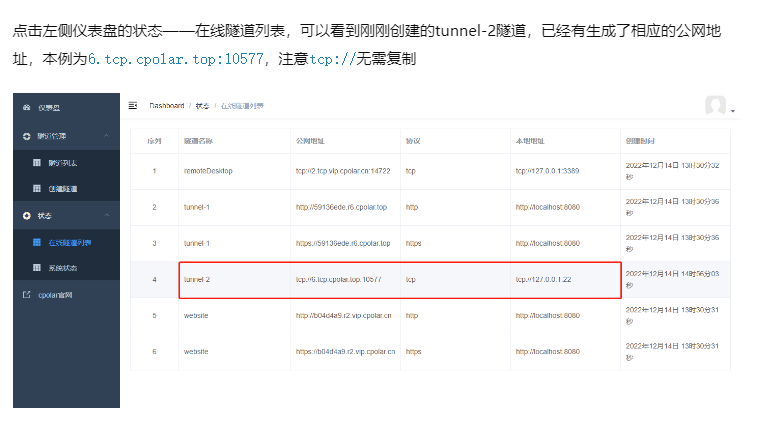 点击左侧仪表盘的状态——在线隧道列表，可以看到刚刚创建的tunnel-2隧道，已经有生成了相应的公网地
址，本例为6.tcp.cpolar.top:10577，注意tcp://无需复制
仪表盘
Dashboard / 状态 / 在线隧道列表
隧道管理
隧道列表
创建隧道
状态
在线隧道列表
系统状态
cpolar官网
序列 隧道名称 公网地址 协议 本地地址 创建时间
1 remoteDesktop tcp://2.tcp.vip.cpolar.cn:14722 tcp tcp://127.0.0.1:3389 2022年12月14日 13时30分32
秒
2 tunnel-1 http://59136ede.r6.cpolar.top http http://localhost:8080 2022年12月14日 13时30分36
秒
3 tunnel-1 https://59136ede.r6.cpolar.top https http://localhost:8080 2022年12月14日 13时30分36
秒
4 tunnel-2 tcp://6.tcp.cpolar.top:10577 tcp tcp://127.0.0.1:22 2022年12月14日 14时56分03
秒
5 website http://b04d4a9.r2.vip.cpolar.cn http http://localhost:8080 2022年12月14日 13时30分31
秒
6 website https://b04d4a9.r2.vip.cpolar.cn https http://localhost:8080 2022年12月14日 13时30分31
秒